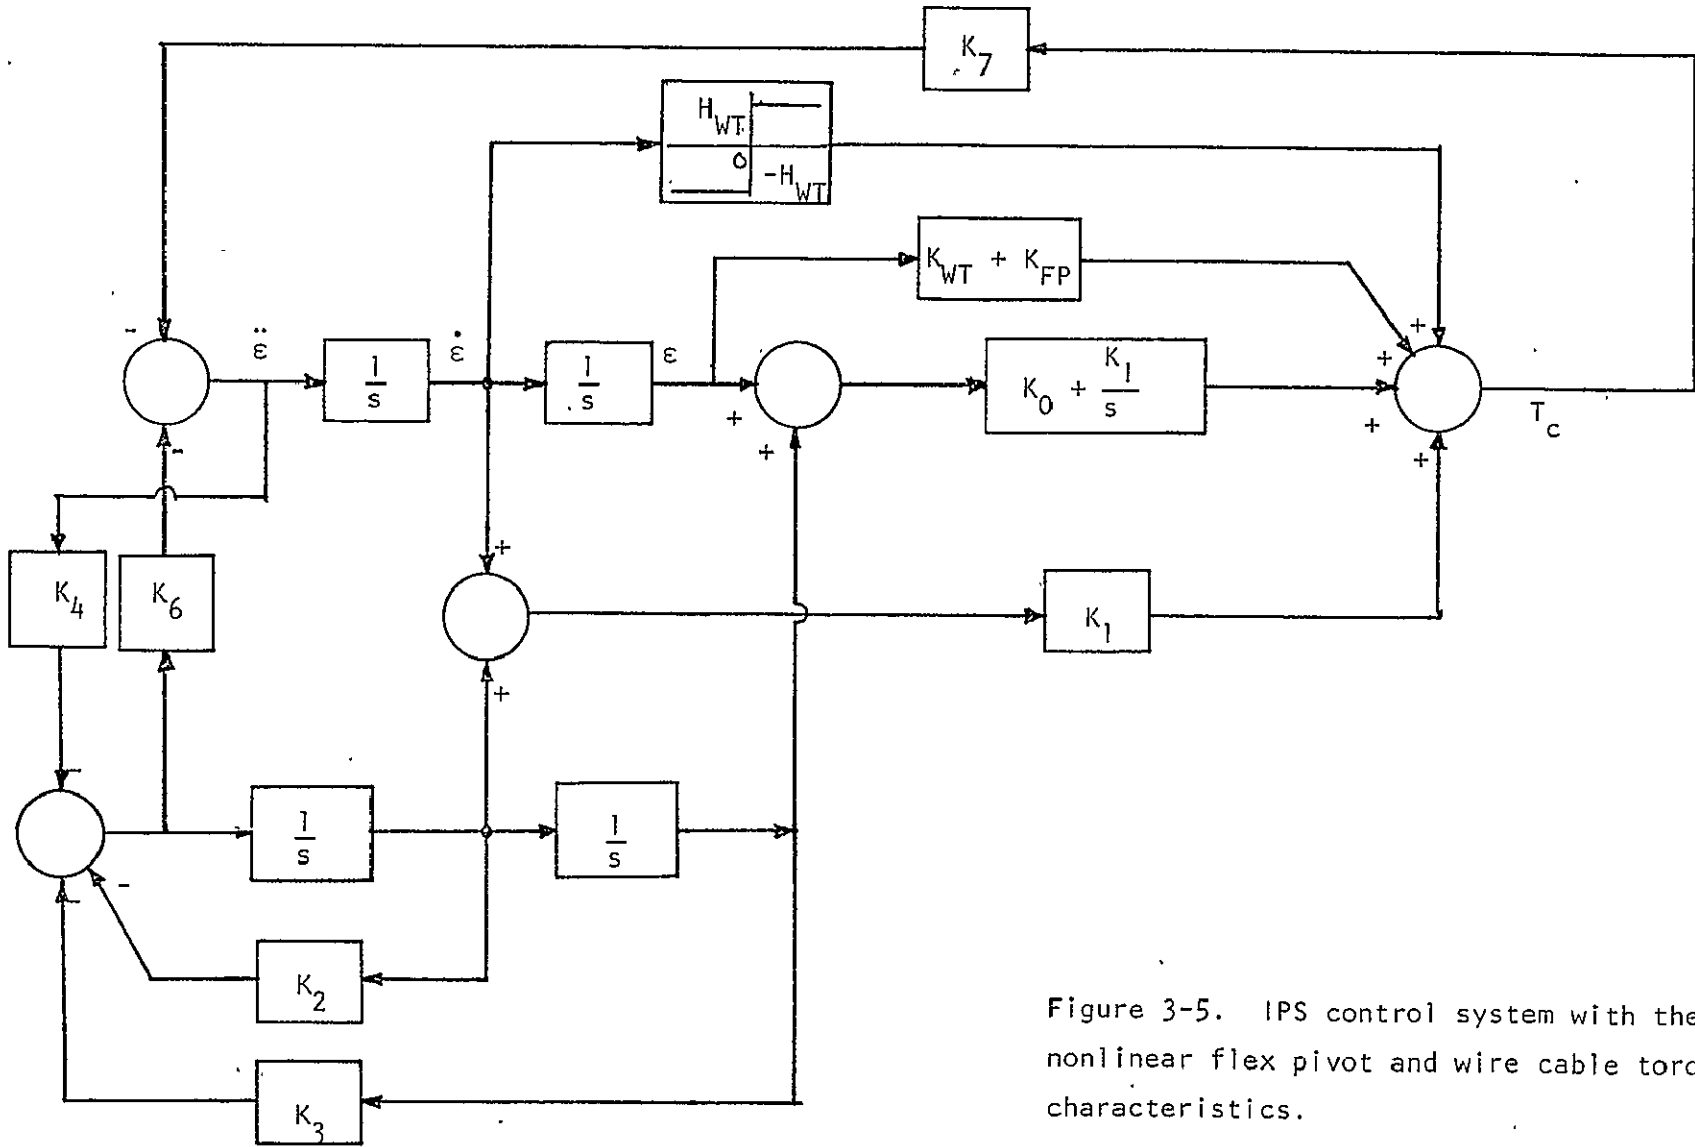 K7
HWT
0
-HWT
KWT + KFP
-
ε̈
1/s
ε̇
1/s
ε
+
+
K0 + K1/s
+
+
+
+
Tc
-
K4
K6
+
K1
+
-
1/s
1/s
-
-
K2
K3
Figure 3-5. IPS control system with the
nonlinear flex pivot and wire cable torq
characteristics.